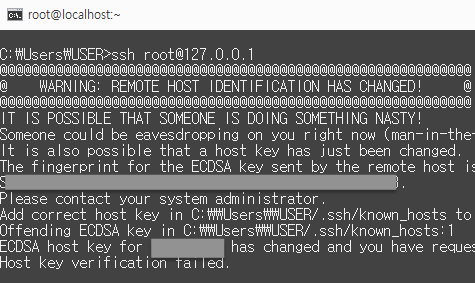 root@localhost:~
C:₩Users₩USER>ssh root@127.0.0.1
@@@@@@@@@@@@@@@@@@@@@@@@@@@@@@@@@@@@@@@@@@@@@@@@@@@@@@@@@@@
@    WARNING: REMOTE HOST IDENTIFICATION HAS CHANGED!     @
@@@@@@@@@@@@@@@@@@@@@@@@@@@@@@@@@@@@@@@@@@@@@@@@@@@@@@@@@@@
IT IS POSSIBLE THAT SOMEONE IS DOING SOMETHING NASTY!
Someone could be eavesdropping on you right now (man-in-the-
It is also possible that a host key has just been changed.
The fingerprint for the ECDSA key sent by the remote host is
Please contact your system administrator.
Add correct host key in C:₩₩Users₩₩USER/.ssh/known_hosts to
Offending ECDSA key in C:₩₩Users₩₩USER/.ssh/known_hosts:1
ECDSA host key for has changed and you have reques
Host key verification failed.